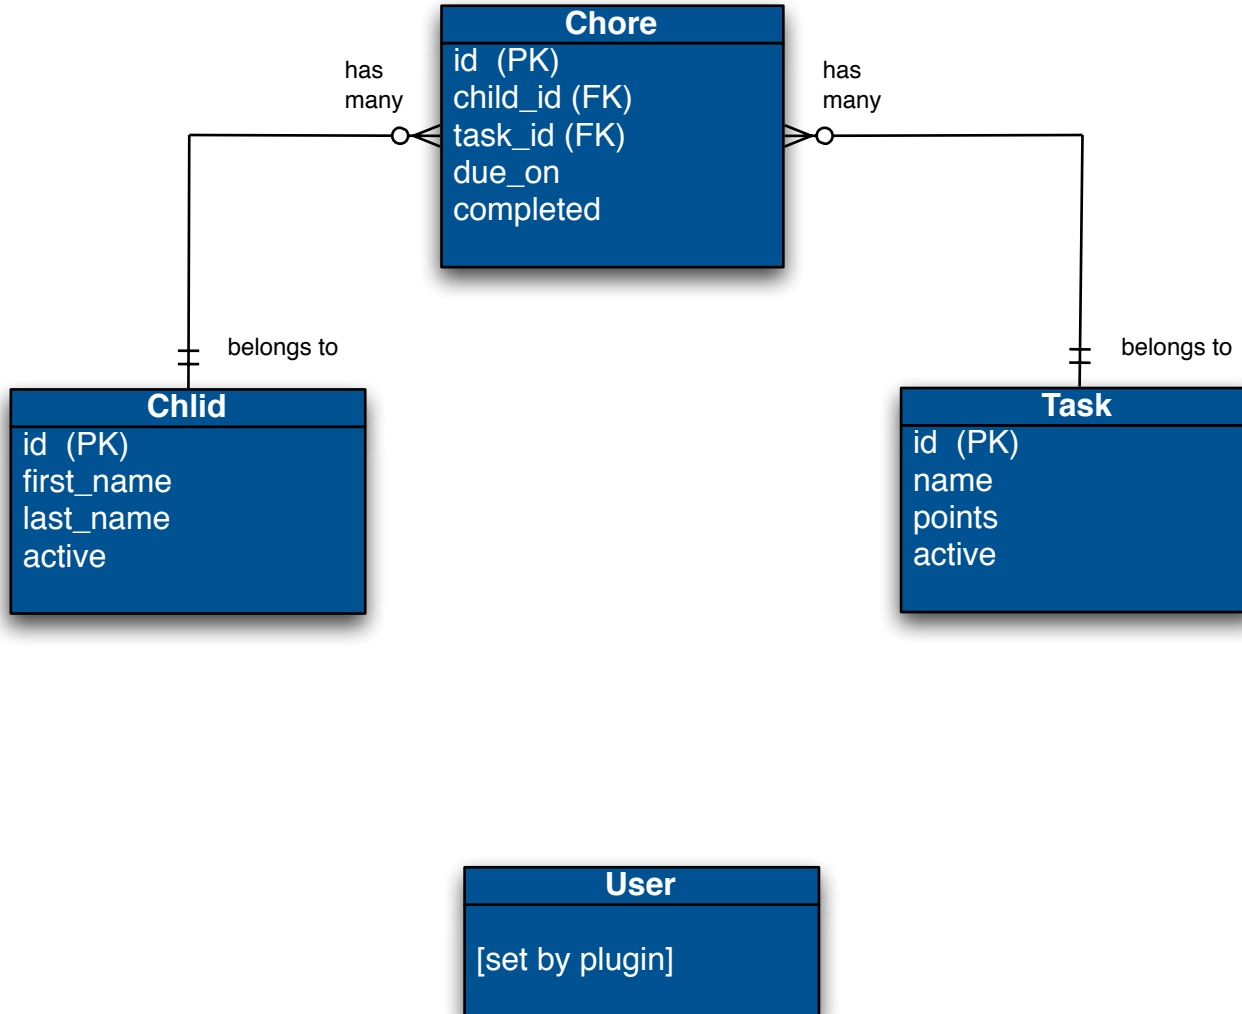 Chore
id (PK)
child_id (FK)
task_id (FK)
due_on
completed
has
many
has
many
belongs to
belongs to
Chlid
id (PK)
first_name
last_name
active
Task
id (PK)
name
points
active
User
[set by plugin]